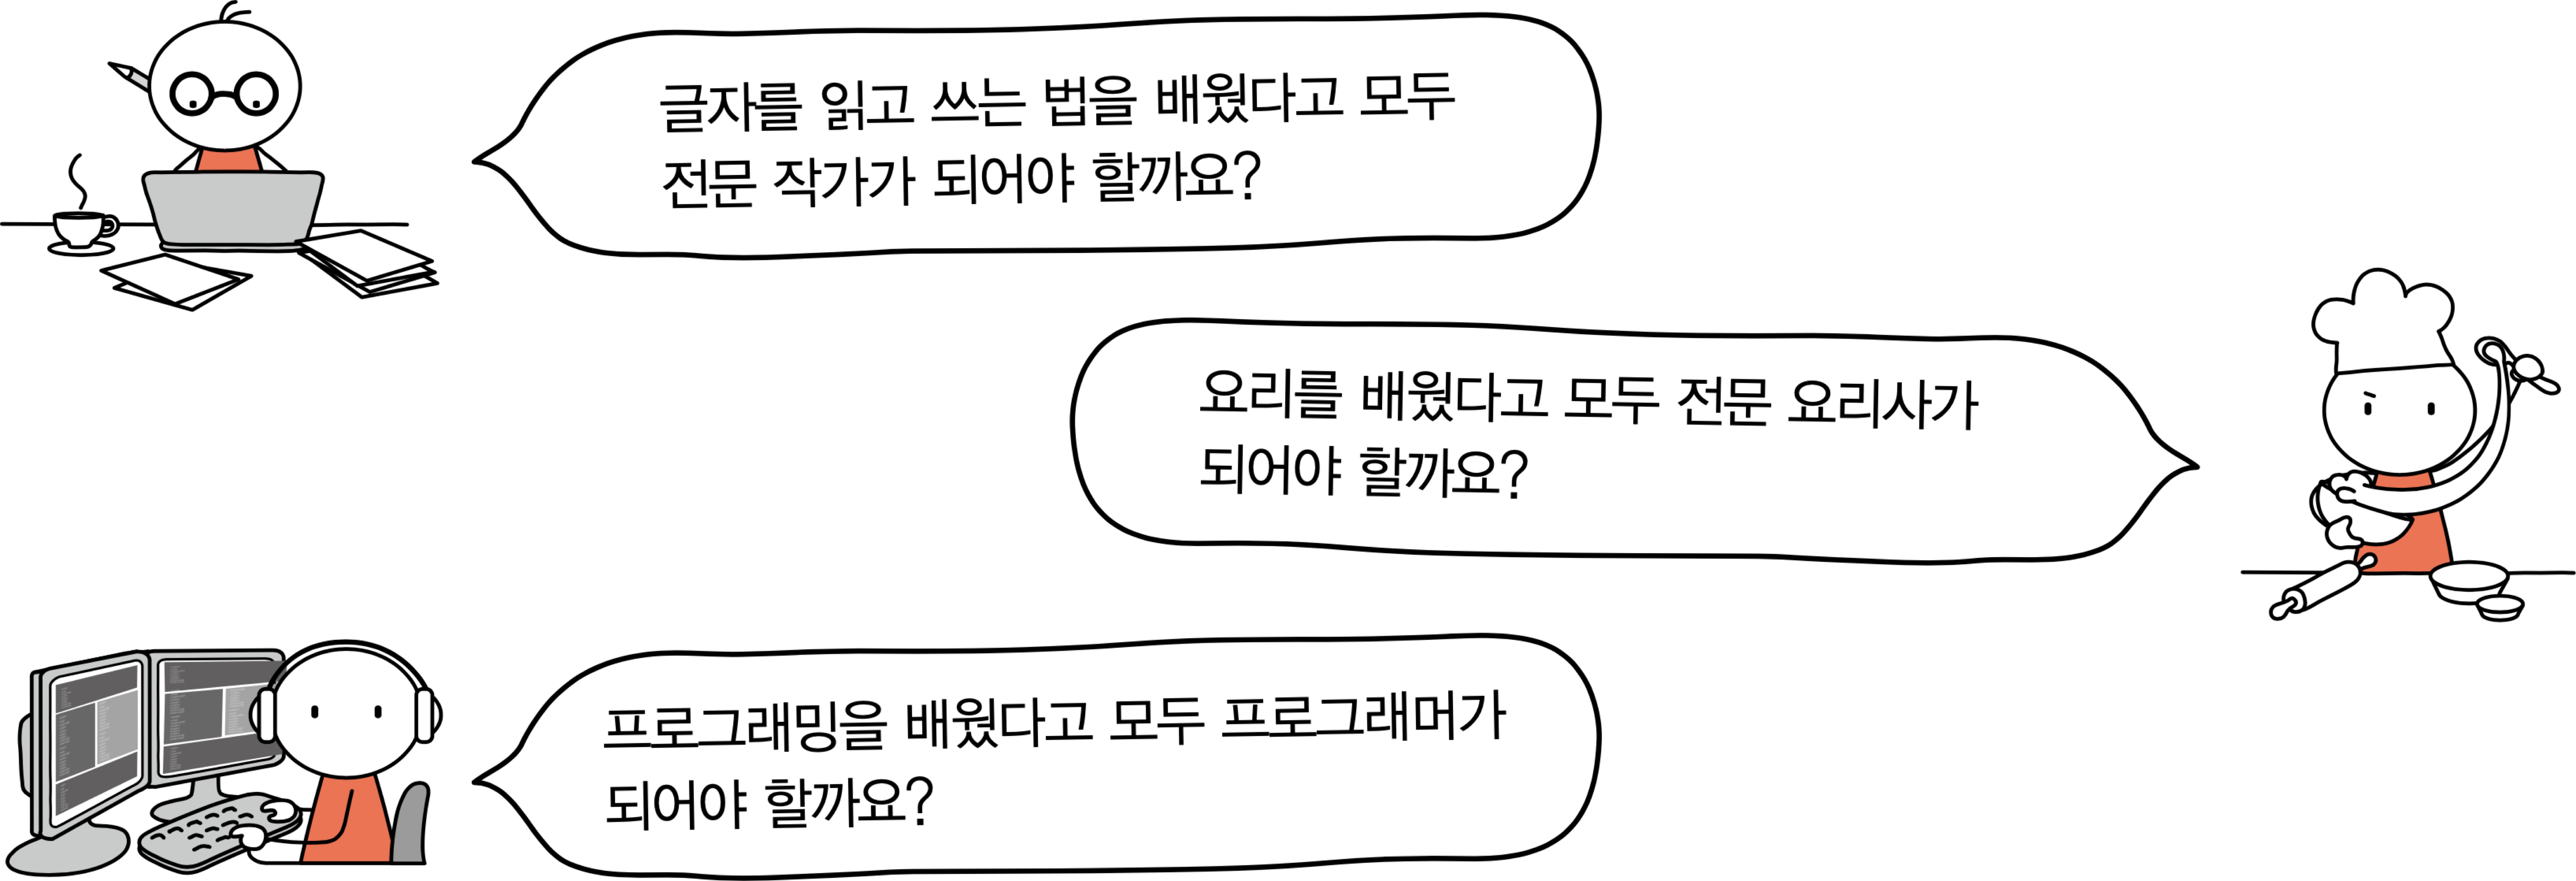 글자를 읽고 쓰는 법을 배웠다고 모두
전문 작가가 되어야 할까요?
요리를 배웠다고 모두 전문 요리사가
되어야 할까요?
프로그래밍을 배웠다고 모두 프로그래머가
되어야 할까요?